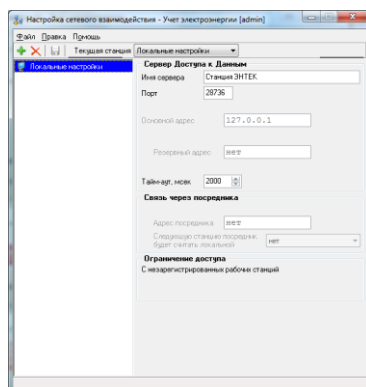 Настройка сетевого взаимодействия - Учет электроэнергии [admin]
Файл Правка Помощь
Текущая станция Локальные настройки
Локальные настройки
Сервер Доступа к Данным
Имя сервера Станция ЭНТЕК
Порт 28736
Основной адрес 127.0.0.1
Резервный адрес нет
Тайм-аут, мсек 2000
Связь через посредника
Адрес посредника нет
Следующую станцию посредник
будет считать локальной нет
Ограничение доступа
С незарегистрированных рабочих станций